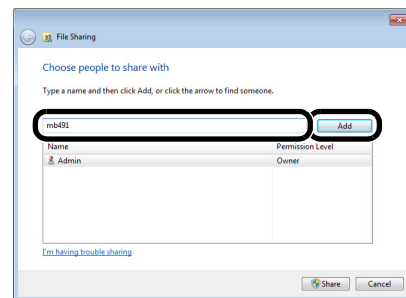 File Sharing
Choose people to share with
Type a name and then click Add, or click the arrow to find someone.
mb491 Add
Name Permission Level
Admin Owner
I'm having trouble sharing
Share Cancel